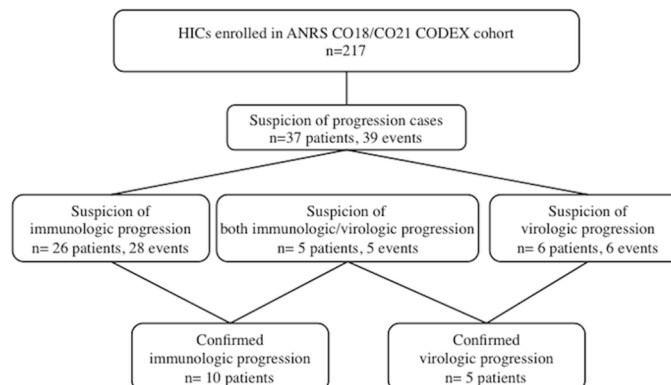 HICs enrolled in ANRS CO18/CO21 CODEX cohort
n=217
Suspicion of progression cases
n=37 patients, 39 events
Suspicion of
immunologic progression
n= 26 patients, 28 events
Suspicion of
both immunologic/virologic progression
n= 5 patients, 5 events
Suspicion of
virologic progression
n= 6 patients, 6 events
Confirmed
immunologic progression
n= 10 patients
Confirmed
virologic progression
n= 5 patients